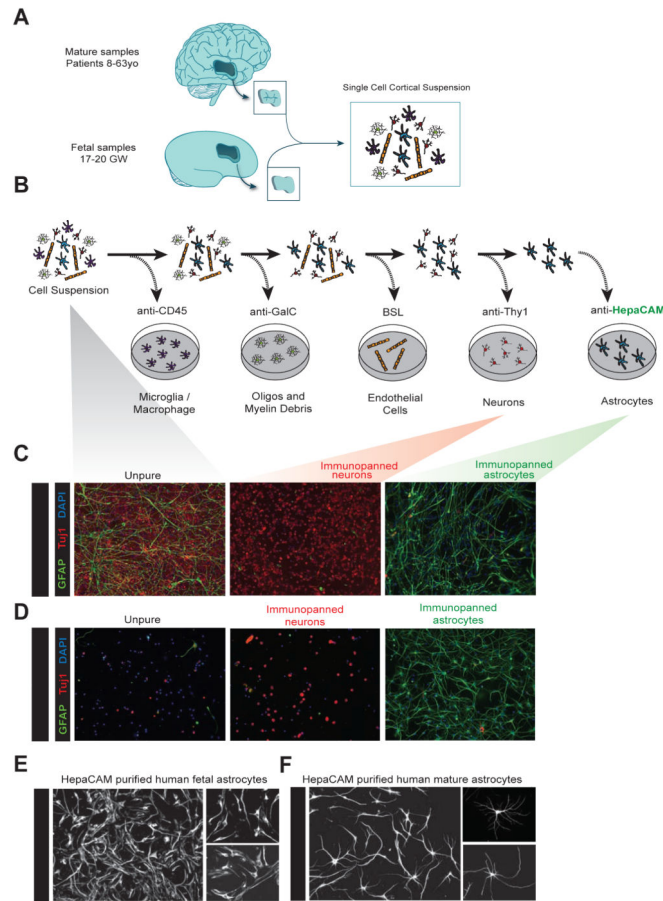 A
Mature samples
Patients 8-63yo
Single Cell Cortical Suspension
Fetal samples
17-20 GW
B
Cell Suspension
anti-CD45
anti-GalC
BSL
anti-Thy1
anti-HepaCAM
Microglia /
Macrophage
Oligos and
Myelin Debris
Endothelial
Cells
Neurons
Astrocytes
C
Unpure
Immunopanned
neurons
Immunopanned
astrocytes
GFAP Tuj1 DAPI
D
Unpure
Immunopanned
neurons
Immunopanned
astrocytes
GFAP Tuj1 DAPI
E
HepaCAM purified human fetal astrocytes
F
HepaCAM purified human mature astrocytes